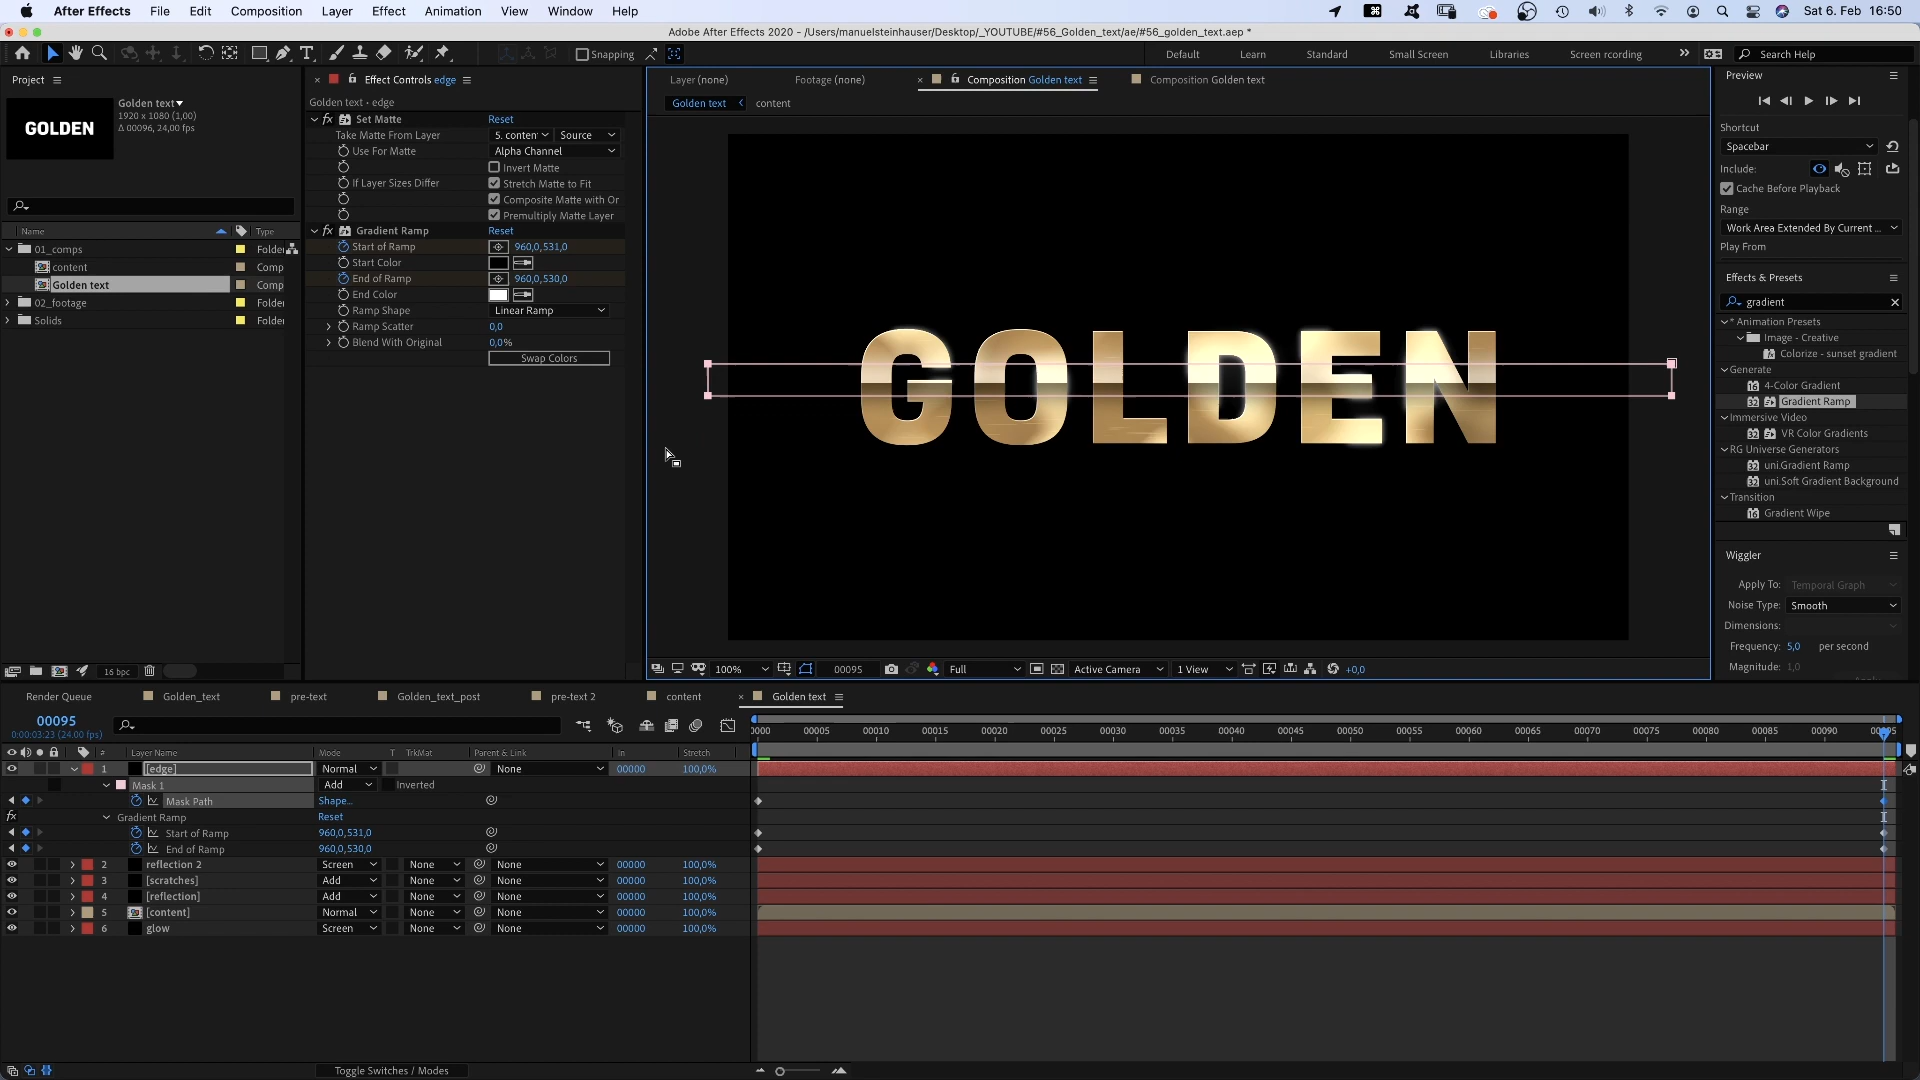 After Effects File Edit Composition Layer Effect Animation View Window Help Sat 6. Feb 16:50
Adobe After Effects 2020 - /Users/manuelsteinhauser/Desktop/_YOUTUBE/#56_Golden_text/ae/#56_golden_text.aep *
Snapping Default Learn Standard Small Screen Libraries Screen rcording Search Help
Project
Golden text
1920 x 1080 (1,00)
Δ 00096, 24,00 fps
GOLDEN
Name Type
01_comps Folder
content Comp
Golden text Comp
02_footage Folder
Solids Folder
16 bpc
Effect Controls edge
Golden text • edge
fx Set Matte Reset
Take Matte From Layer 5. conten Source
Use For Matte Alpha Channel
Invert Matte
If Layer Sizes Differ Stretch Matte to Fit
Composite Matte with Or
Premultiply Matte Layer
fx Gradient Ramp Reset
Start of Ramp 960,0,531,0
Start Color
End of Ramp 960,0,530,0
End Color
Ramp Shape Linear Ramp
Ramp Scatter 0,0
Blend With Original 0,0%
Swap Colors
Layer (none) Footage (none) × Composition Golden text Composition Golden text
Golden text content
GOLDEN
100% 00095 Full Active Camera 1 View +0,0
Preview
Shortcut
Spacebar
Include:
Cache Before Playback
Range
Work Area Extended By Current ...
Play From
Effects & Presets
gradient
* Animation Presets
Image - Creative
Colorize - sunset gradient
Generate
4-Color Gradient
Gradient Ramp
Immersive Video
VR Color Gradients
RG Universe Generators
uni.Gradient Ramp
uni.Soft Gradient Background
Transition
Gradient Wipe
Wiggler
Apply To: Temporal Graph
Noise Type: Smooth
Dimensions:
Frequency: 5,0 per second
Magnitude: 1,0
Render Queue Golden_text pre-text Golden_text_post pre-text 2 content × Golden text
00095
0:00:03:23 (24.00 fps)
0000 00005 00010 00015 00020 00025 00030 00035 00040 00045 00050 00055 00060 00065 00070 00075 00080 00085 00090 00095
# Layer Name Mode T TrkMat Parent & Link In Stretch
1 [edge] Normal None 00000 100,0%
Mask 1 Add Inverted
Mask Path Shape...
fx Gradient Ramp Reset
Start of Ramp 960,0,531,0
End of Ramp 960,0,530,0
2 reflection 2 Screen None None 00000 100,0%
3 [scratches] Add None None 00000 100,0%
4 [reflection] Add None None 00000 100,0%
5 [content] Normal None None 00000 100,0%
6 glow Screen None None 00000 100,0%
Toggle Switches / Modes